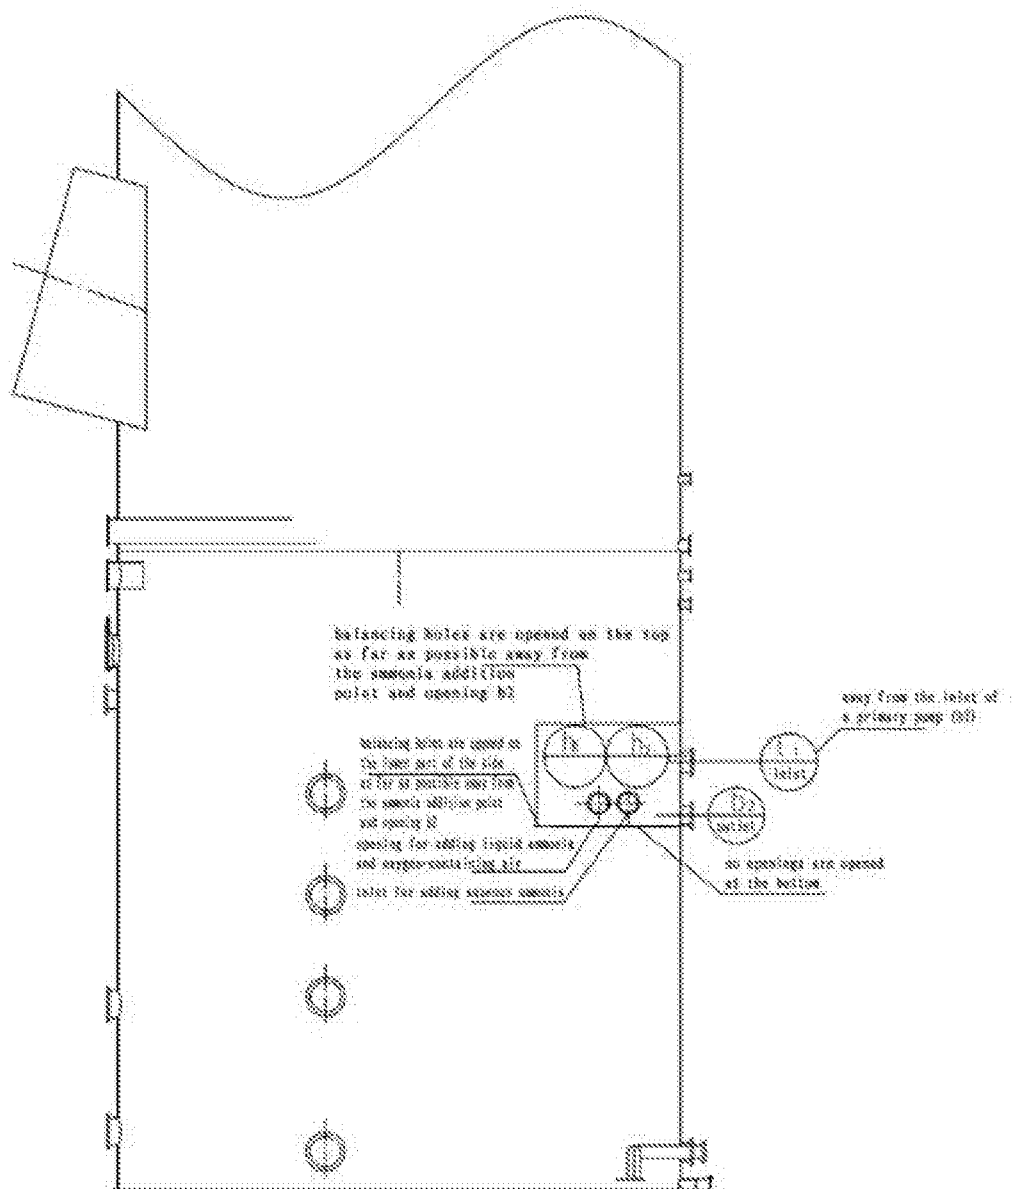 balancing holes are opened on the top
as far as possible away from
the ammonia addition
point and opening b2
away from the inlet of
a primary pump (b2)
balancing holes are opened on
the lower part of the side
as far as possible away from
the ammonia addition point
and opening b2
inlet
b2
outlet
opening for adding liquid ammonia
and oxygen-containing air
no openings are opened
at the bottom
inlet for adding aqueous ammonia